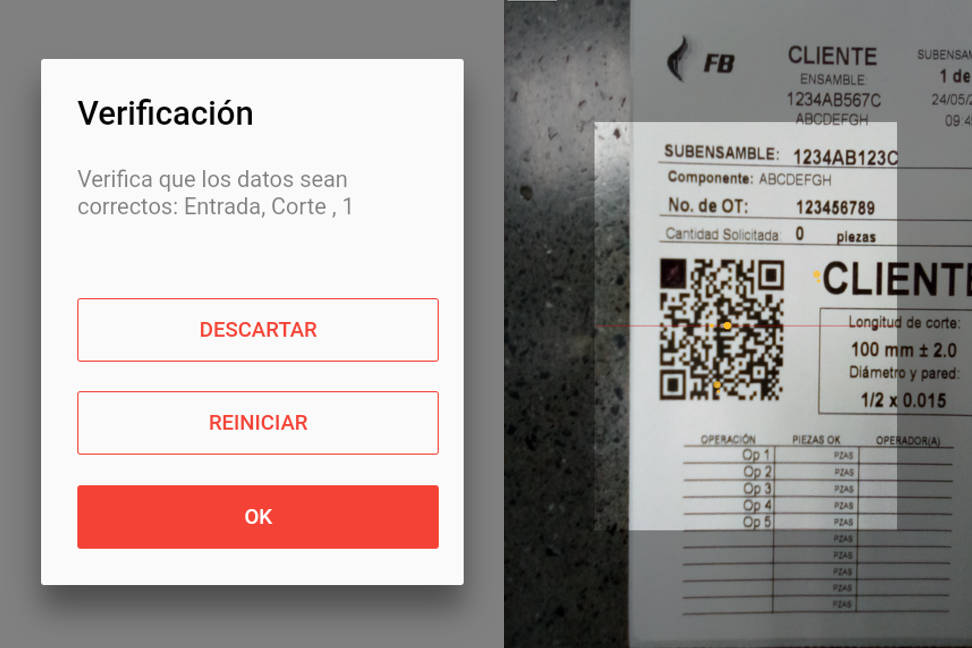 Verificación
Verifica que los datos sean
correctos: Entrada, Corte , 1
DESCARTAR
REINICIAR
OK
FB
CLIENTE
ENSAMBLE:
1234AB567C
ABCDEFGH
SUBENSAM
1 de
24/05/2
09:4
SUBENSAMBLE: 1234AB123C
Componente: ABCDEFGH
No. de OT: 123456789
Cantidad Solicitada: 0 piezas
CLIENTE
Longitud de corte:
100 mm ± 2.0
Diámetro y pared:
1/2 x 0.015
OPERACIÓN PIEZAS OK OPERADOR(A)
Op 1 PZAS
Op 2 PZAS
Op 3 PZAS
Op 4 PZAS
Op 5 PZAS
PZAS
PZAS
PZAS
PZAS
PZAS